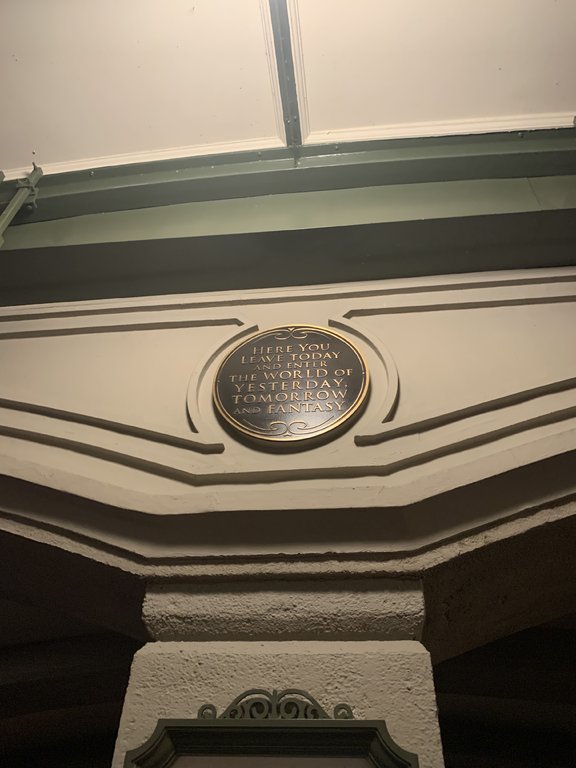 HERE YOU
LEAVE TODAY
AND ENTER
THE WORLD OF
YESTERDAY,
TOMORROW
AND FANTASY